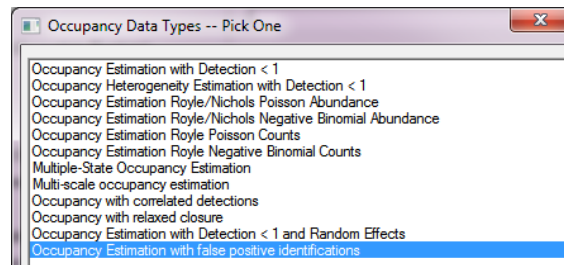 Occupancy Data Types -- Pick One
Occupancy Estimation with Detection < 1
Occupancy Heterogeneity Estimation with Detection < 1
Occupancy Estimation Royle/Nichols Poisson Abundance
Occupancy Estimation Royle/Nichols Negative Binomial Abundance
Occupancy Estimation Royle Poisson Counts
Occupancy Estimation Royle Negative Binomial Counts
Multiple-State Occupancy Estimation
Multi-scale occupancy estimation
Occupancy with correlated detections
Occupancy with relaxed closure
Occupancy Estimation with Detection < 1 and Random Effects
Occupancy Estimation with false positive identifications